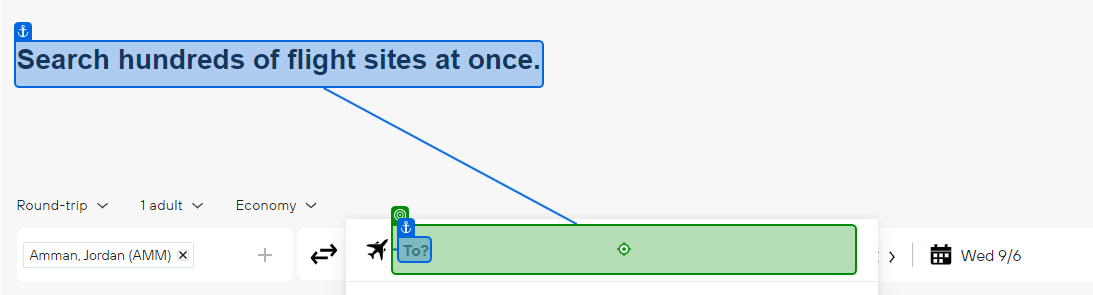 Search hundreds of flight sites at once.
Round-trip 1 adult Economy
Amman, Jordan (AMM) To? Wed 9/6